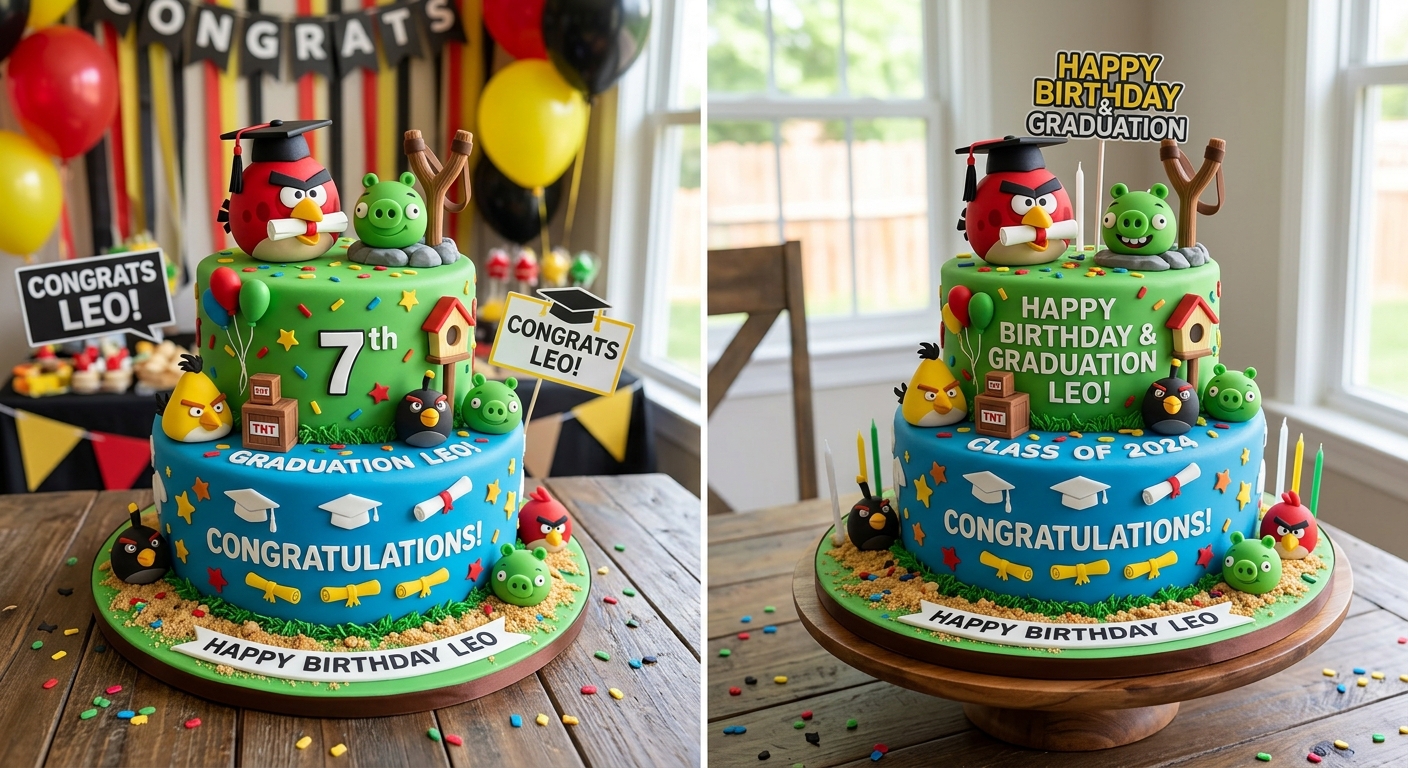 CONGRATS
CONGRATS
LEO!
CONGRATS
LEO!
7th
TNT
GRADUATION LEO!
CONGRATULATIONS!
HAPPY BIRTHDAY LEO
HAPPY
BIRTHDAY
&
GRADUATION
HAPPY
BIRTHDAY &
GRADUATION
LEO!
TNT
CLASS OF 2024
CONGRATULATIONS!
HAPPY BIRTHDAY LEO